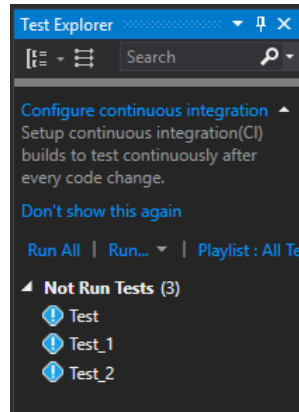 Test Explorer
Search
Configure continuous integration
Setup continuous integration(CI)
builds to test continuously after
every code change.
Don't show this again
Run All | Run... | Playlist : All Te
Not Run Tests (3)
Test
Test_1
Test_2